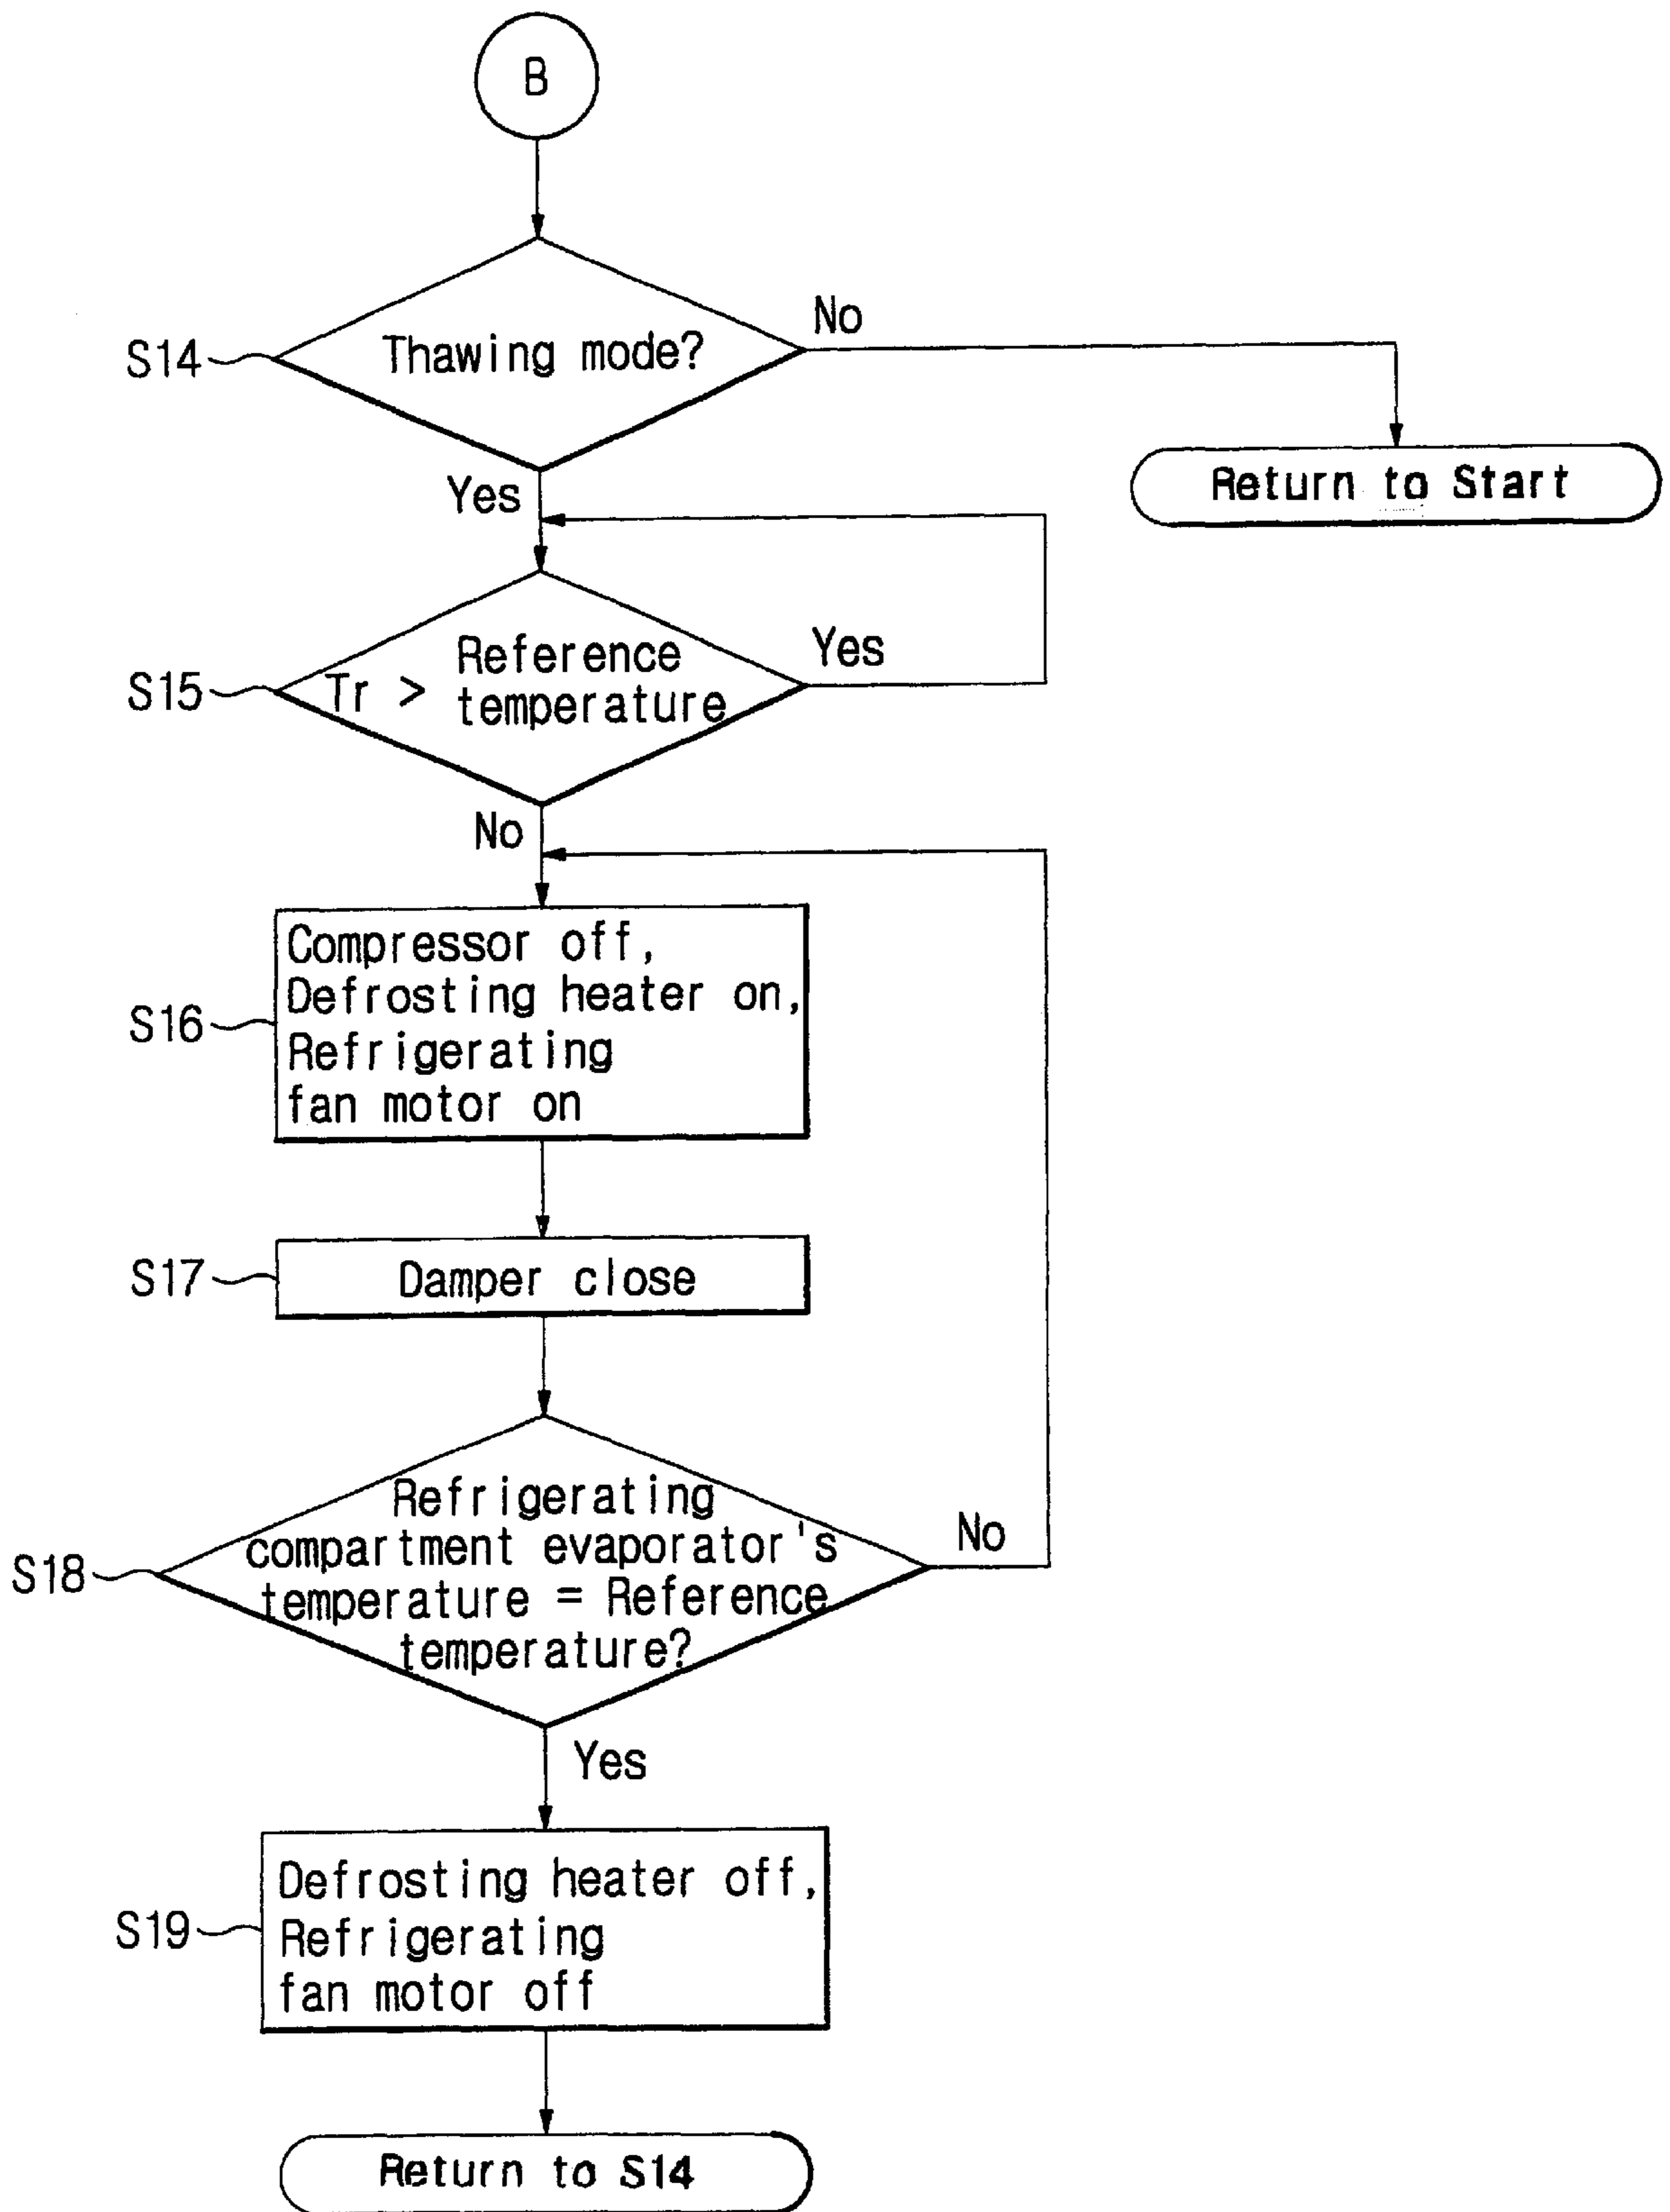 B
S14
Thawing mode?
No
Return to Start
Yes
S15
Tr > Reference
temperature
Yes
No
S16
Compressor off,
Defrosting heater on,
Refrigerating
fan motor on
S17
Damper close
S18
Refrigerating
compartment evaporator's
temperature = Reference
temperature?
No
Yes
S19
Defrosting heater off,
Refrigerating
fan motor off
Return to S14